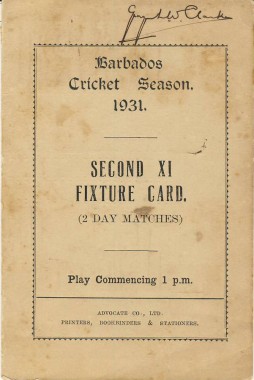 Barbados
Cricket Season.
1931.
SECOND XI
FIXTURE CARD.
(2 DAY MATCHES)
Play Commencing 1 p.m.
ADVOCATE CO., LTD.
PRINTERS, BOOKBINDERS & STATIONERS.